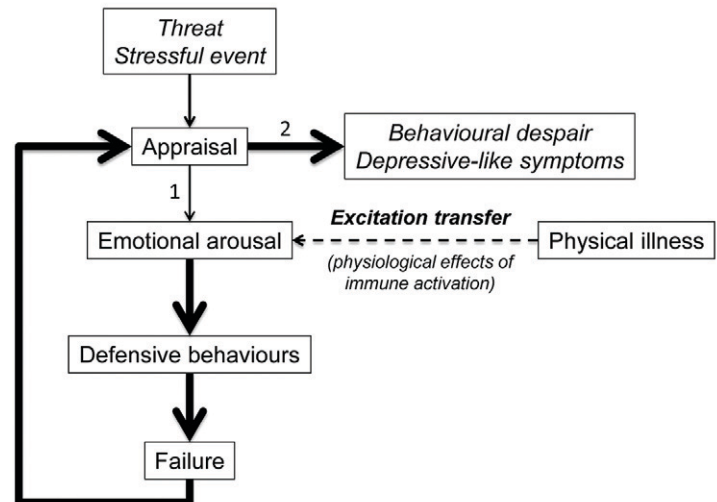 Threat
Stressful event
Appraisal
2
Behavioural despair
Depressive-like symptoms
1
Emotional arousal
Excitation transfer
(physiological effects of
immune activation)
Physical illness
Defensive behaviours
Failure